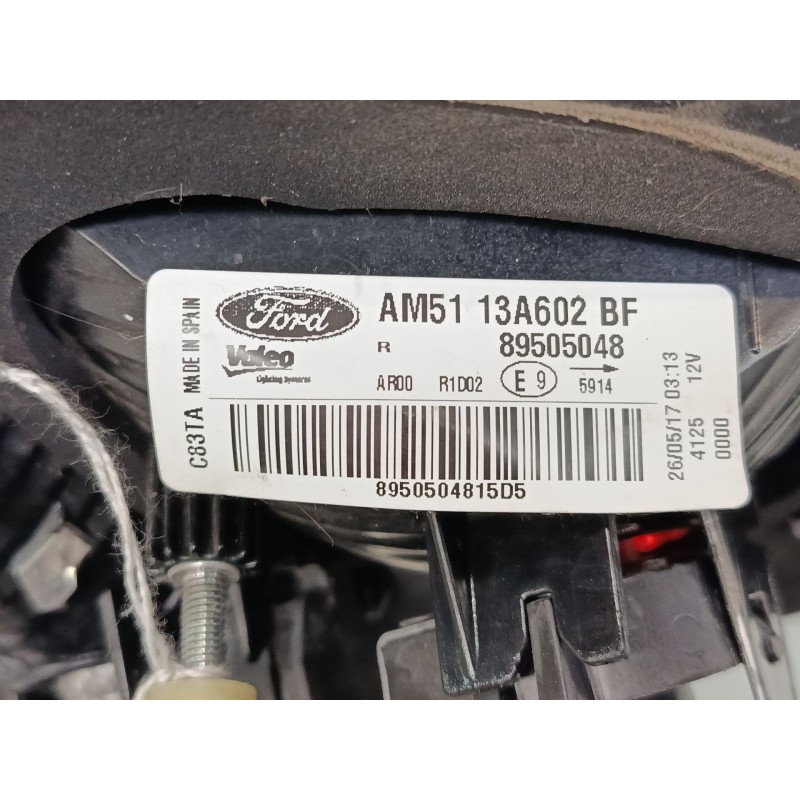 Ford
AM51 13A602 BF
R
89505048
Valeo
Lighting Systems
AR00 R1D02 E 9 5914
8950504815D5
C83TA MADE IN SPAIN
26/05/17 03:13
4125 12V
0000
C